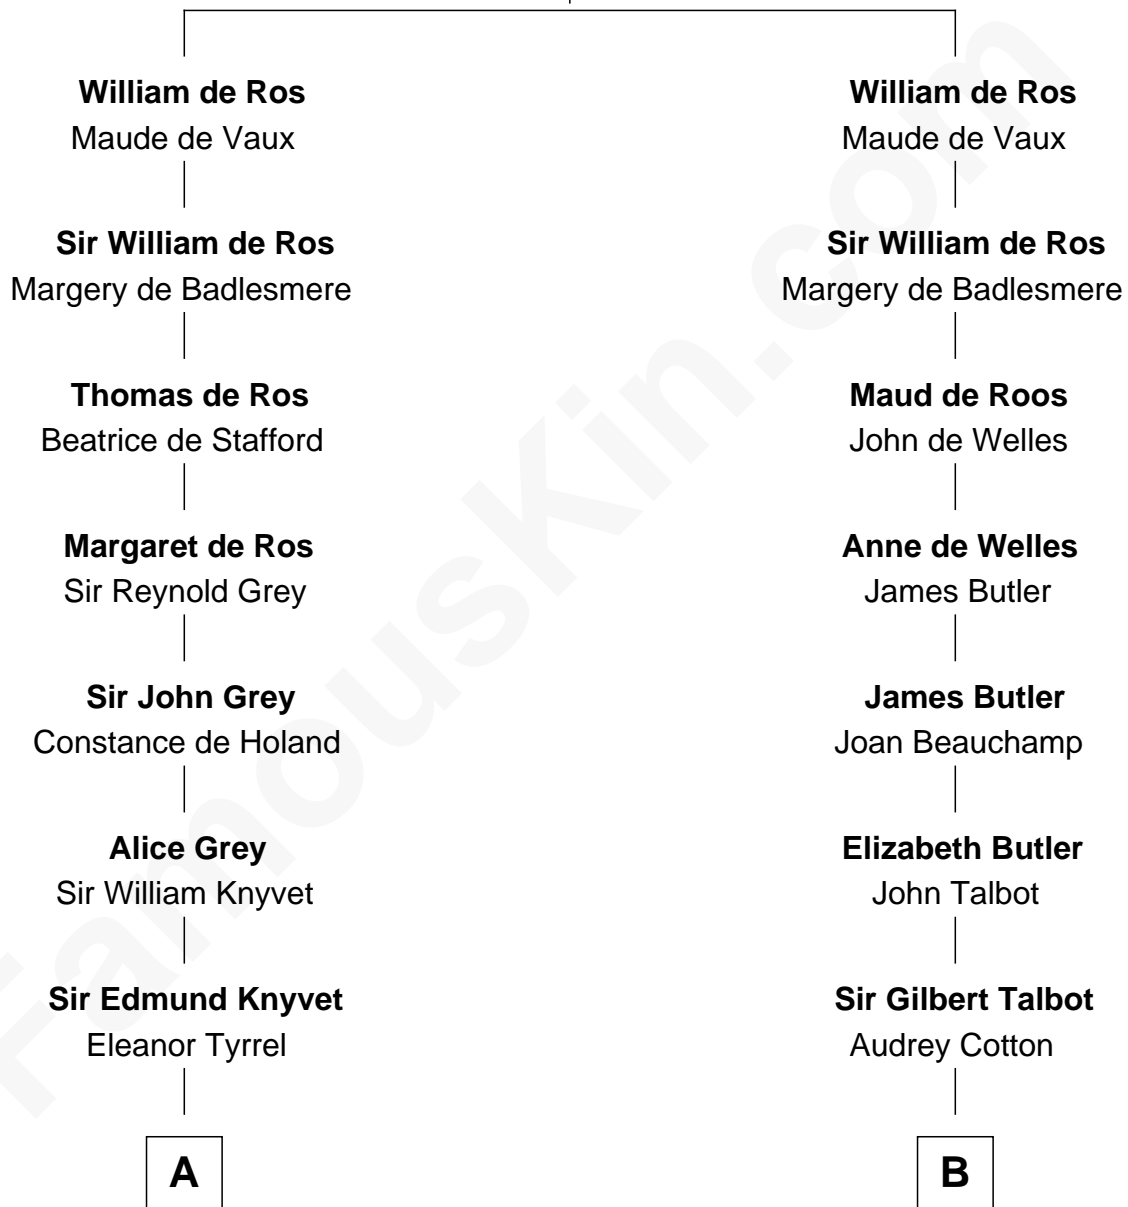 William de Ros
Maude de Vaux
Sir William de Ros
Margery de Badlesmere
Thomas de Ros
Beatrice de Stafford
Margaret de Ros
Sir Reynold Grey
Sir John Grey
Constance de Holand
Alice Grey
Sir William Knyvet
Sir Edmund Knyvet
Eleanor Tyrrel
A
William de Ros
Maude de Vaux
Sir William de Ros
Margery de Badlesmere
Maud de Roos
John de Welles
Anne de Welles
James Butler
James Butler
Joan Beauchamp
Elizabeth Butler
John Talbot
Sir Gilbert Talbot
Audrey Cotton
B
FamousKin.com